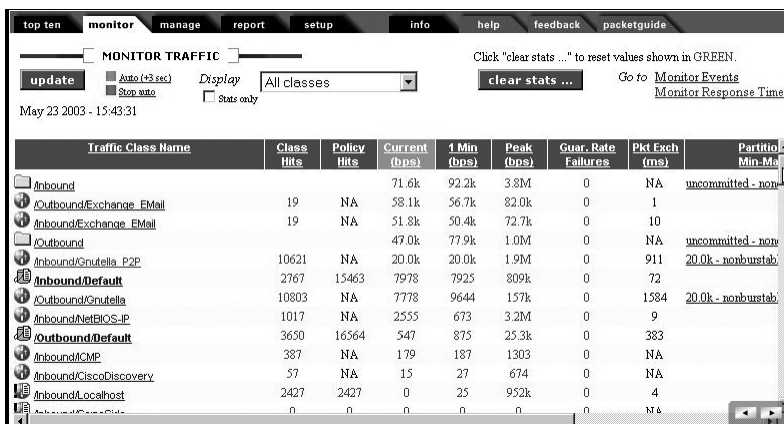 top ten monitor manage report setup info help feedback packetguide
MONITOR TRAFFIC
Click "clear stats ..." to reset values shown in GREEN.
update Auto (+3 sec) Display All classes clear stats ... Go to Monitor Events
Stop auto Stats only Monitor Response Time
May 23 2003 - 15:43:31
Traffic Class Name Class Hits Policy Hits Current (bps) 1 Min (bps) Peak (bps) Guar. Rate Failures Pkt Exch (ms) Partitio Min-Ma
/Inbound 71.6k 92.2k 3.8M 0 NA uncommitted - non
/Outbound/Exchange_EMail 19 NA 58.1k 56.7k 82.0k 0 1
/Inbound/Exchange_EMail 19 NA 51.8k 50.4k 72.7k 0 10
/Outbound 47.0k 77.9k 1.0M 0 NA uncommitted - non
/Inbound/Gnutella_P2P 10621 NA 20.0k 20.0k 1.9M 0 911 20.0k - nonburstab
/Inbound/Default 2767 15463 7978 7925 809k 0 72
/Outbound/Gnutella 10803 NA 7778 9644 157k 0 1584 20.0k - nonburstab
/Inbound/NetBIOS-IP 1017 NA 2555 673 3.2M 0 9
/Outbound/Default 3650 16564 547 875 25.3k 0 383
/Inbound/ICMP 387 NA 179 187 1303 0 NA
/Inbound/CiscoDiscovery 57 NA 15 27 674 0 NA
/Inbound/Localhost 2427 2427 0 25 952k 0 4
0 0 0 0 0 0 NA